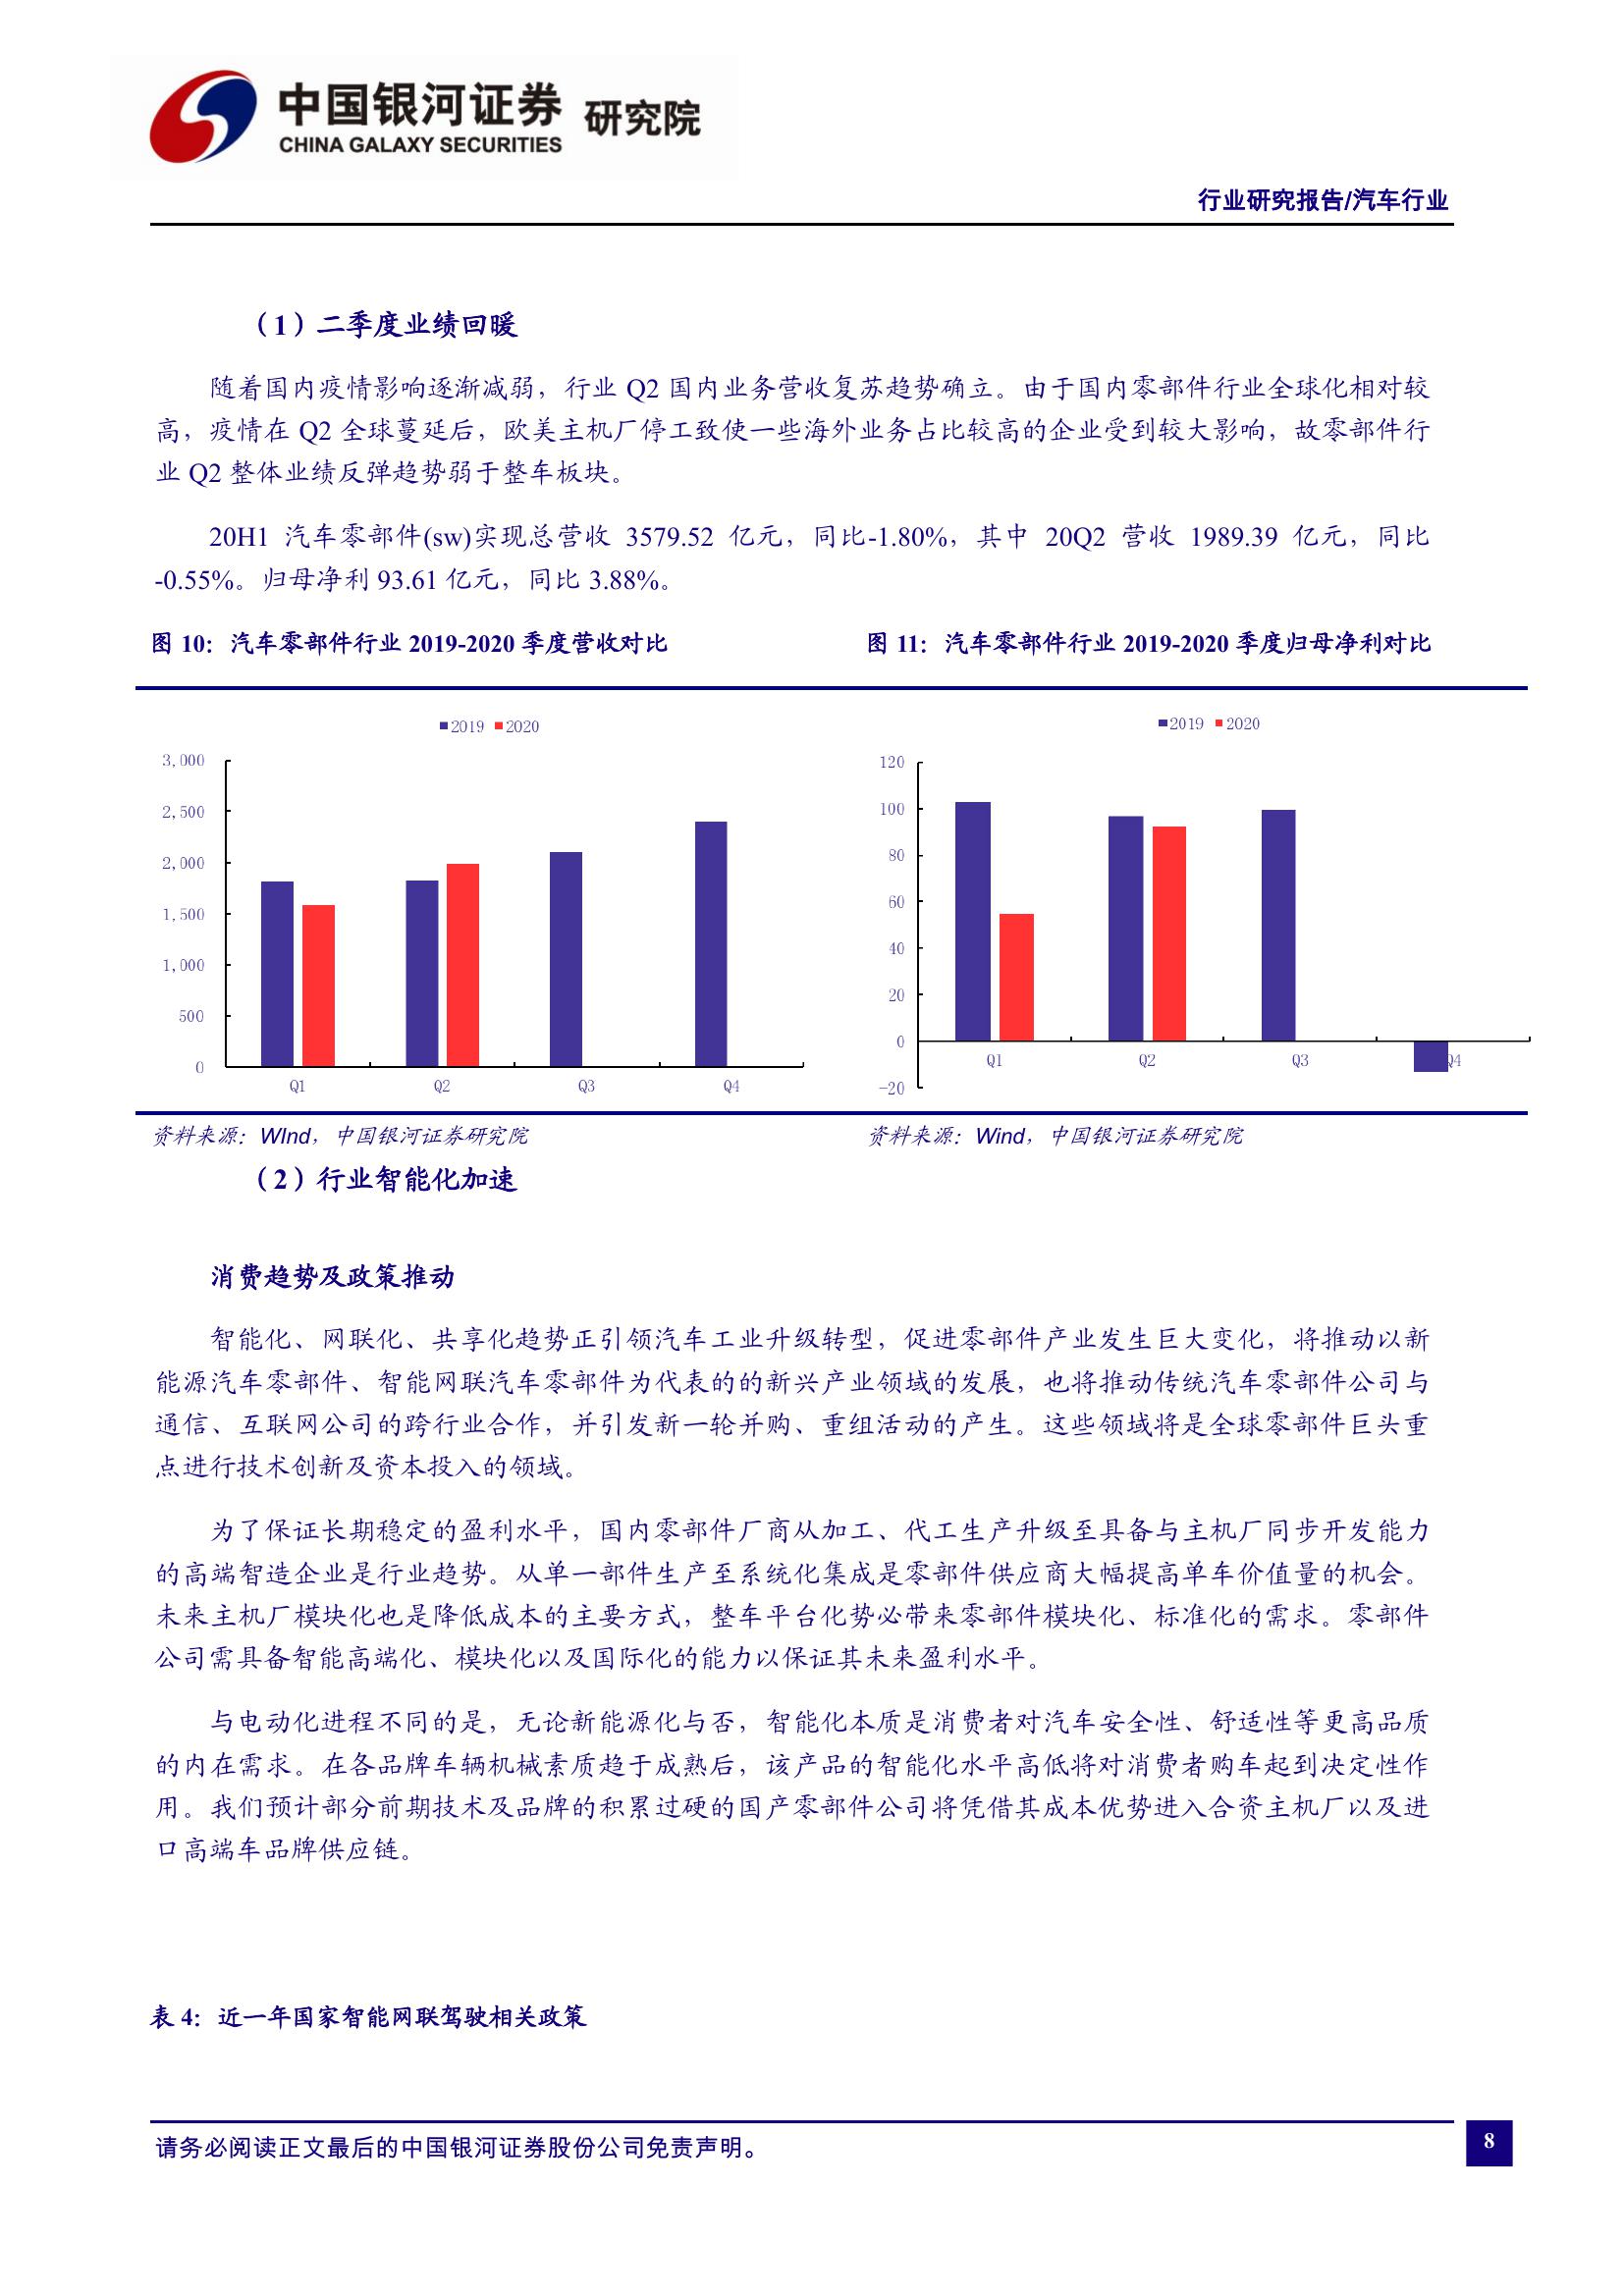 中国银河证券 研究院
CHINA GALAXY SECURITIES
行业研究报告/汽车行业
（1）二季度业绩回暖
随着国内疫情影响逐渐减弱，行业 Q2 国内业务营收复苏趋势确立。由于国内零部件行业全球化相对较
高，疫情在 Q2 全球蔓延后，欧美主机厂停工致使一些海外业务占比较高的企业受到较大影响，故零部件行
业 Q2 整体业绩反弹趋势弱于整车板块。
20H1 汽车零部件(sw)实现总营收 3579.52 亿元，同比-1.80%，其中 20Q2 营收 1989.39 亿元，同比
-0.55%。归母净利 93.61 亿元，同比 3.88%。
图 10：汽车零部件行业 2019-2020 季度营收对比
2019 2020
3,000
2,500
2,000
1,500
1,000
500
0
Q1 Q2 Q3 Q4
资料来源：WInd，中国银河证券研究院
图 11：汽车零部件行业 2019-2020 季度归母净利对比
2019 2020
120
100
80
60
40
20
0
-20
Q1 Q2 Q3 Q4
资料来源：Wind，中国银河证券研究院
（2）行业智能化加速
消费趋势及政策推动
智能化、网联化、共享化趋势正引领汽车工业升级转型，促进零部件产业发生巨大变化，将推动以新
能源汽车零部件、智能网联汽车零部件为代表的的新兴产业领域的发展，也将推动传统汽车零部件公司与
通信、互联网公司的跨行业合作，并引发新一轮并购、重组活动的产生。这些领域将是全球零部件巨头重
点进行技术创新及资本投入的领域。
为了保证长期稳定的盈利水平，国内零部件厂商从加工、代工生产升级至具备与主机厂同步开发能力
的高端智造企业是行业趋势。从单一部件生产至系统化集成是零部件供应商大幅提高单车价值量的机会。
未来主机厂模块化也是降低成本的主要方式，整车平台化势必带来零部件模块化、标准化的需求。零部件
公司需具备智能高端化、模块化以及国际化的能力以保证其未来盈利水平。
与电动化进程不同的是，无论新能源化与否，智能化本质是消费者对汽车安全性、舒适性等更高品质
的内在需求。在各品牌车辆机械素质趋于成熟后，该产品的智能化水平高低将对消费者购车起到决定性作
用。我们预计部分前期技术及品牌的积累过硬的国产零部件公司将凭借其成本优势进入合资主机厂以及进
口高端车品牌供应链。
表 4：近一年国家智能网联驾驶相关政策
请务必阅读正文最后的中国银河证券股份公司免责声明。
8